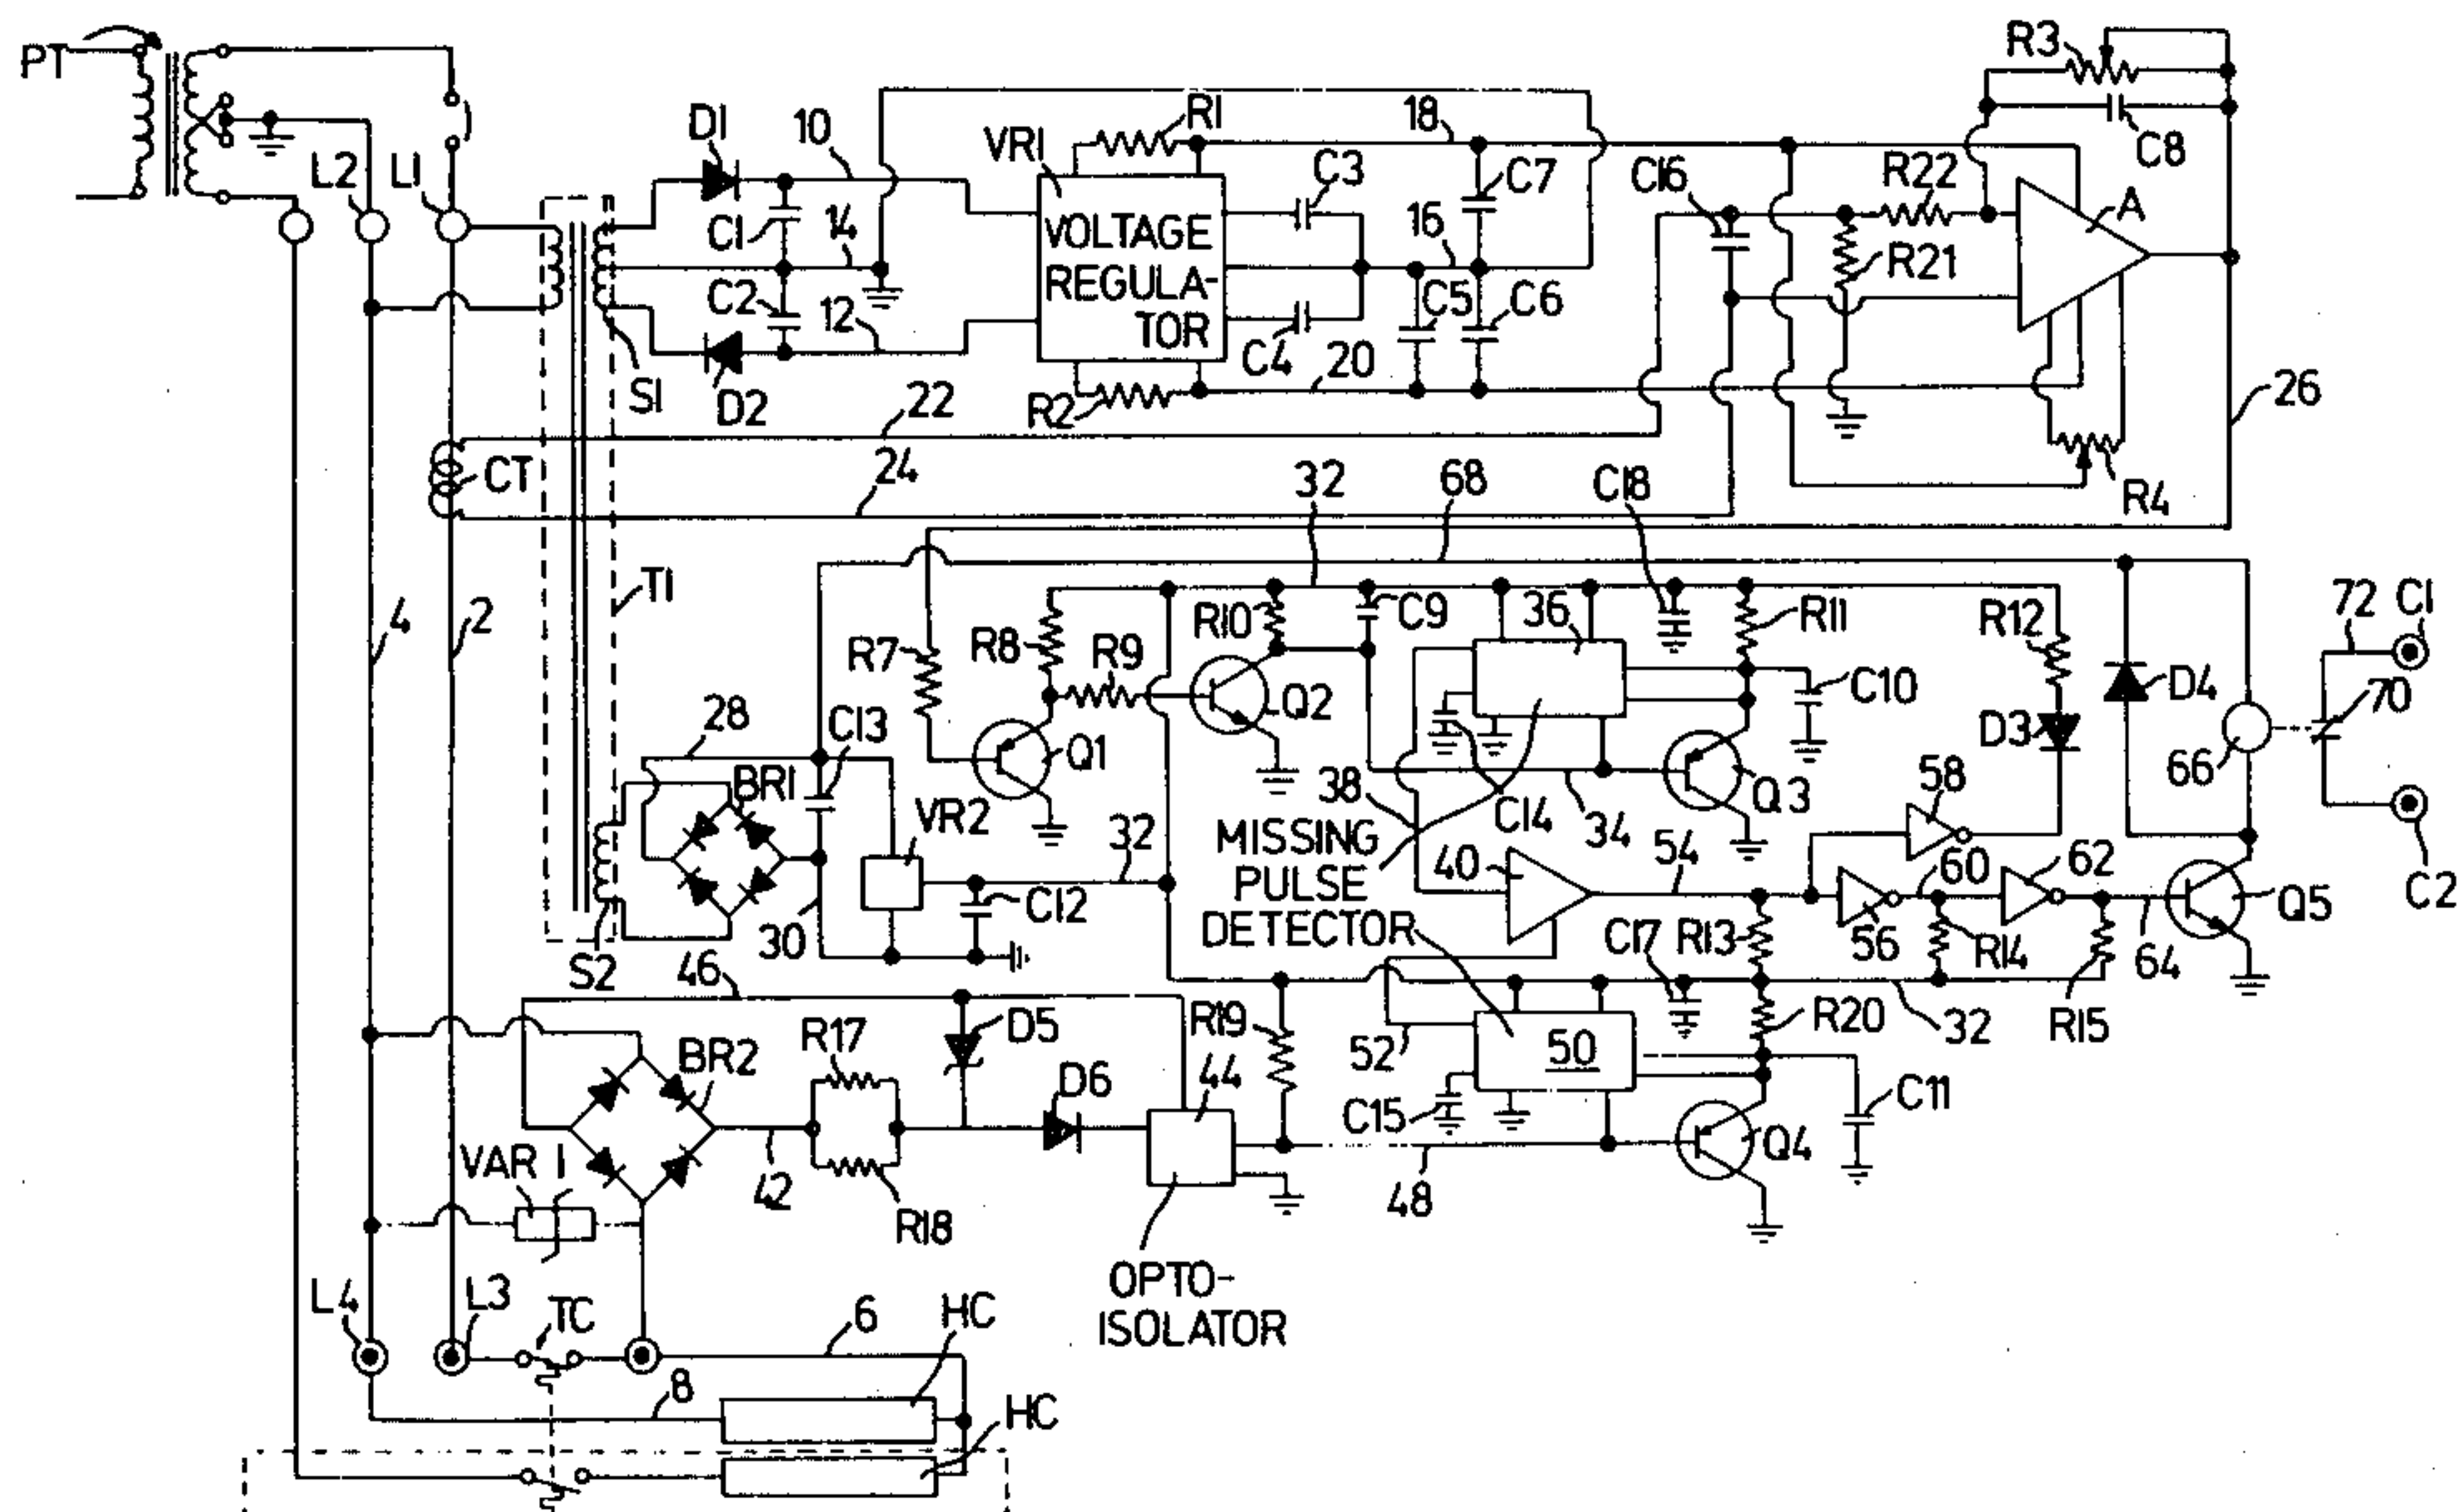 PT
L2
L1
D1
10
C1
14
C2
12
D2
S1
VR1
R1
VOLTAGE
REGULA-
TOR
R2
C3
C4
18
16
C7
C5
C6
20
C16
R22
R21
R3
C8
A
R4
26
22
24
CT
4
2
T1
32
68
C18
R7
R8
R9
R10
C9
36
R11
R12
72
C1
Q1
Q2
C10
D3
D4
66
70
C2
28
BR1
C13
VR2
32
C12
30
S2
38
C14
34
Q3
MISSING
PULSE
DETECTOR
40
54
58
56
60
62
R13
R14
R15
64
Q5
C17
46
BR2
R17
R18
42
D5
D6
44
R19
52
50
C15
R20
32
C11
Q4
48
VAR 1
OPTO-
ISOLATOR
L4
L3
TC
6
HC
8
HC